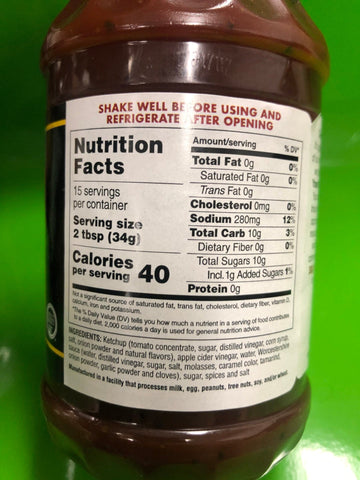 SHAKE WELL BEFORE USING AND
REFRIGERATE AFTER OPENING
Nutrition
Facts
15 servings
per container
Serving size
2 tbsp (34g)
Calories
per serving 40
Amount/serving % DV*
Total Fat 0g 0%
Saturated Fat 0g 0%
Trans Fat 0g
Cholesterol 0mg 0%
Sodium 280mg 12%
Total Carb 10g 3%
Dietary Fiber 0g 0%
Total Sugars 10g
Incl.1g Added Sugars 1%
Protein 0g
Not a significant source of saturated fat, trans fat, cholesterol, dietary fiber, vitamin D,
calcium, iron and potassium.
*The % Daily Value (DV) tells you how much a nutrient in a serving of food contributes
to a daily diet. 2,000 calories a day is used for general nutrition advice.
INGREDIENTS: Ketchup (tomato concentrate, sugar, distilled vinegar, corn syrup,
salt, onion powder and natural flavors), apple cider vinegar, water, Worcestershire
sauce (water, distilled vinegar, sugar, salt, molasses, caramel color, tamarind,
onion powder, garlic powder and cloves), sugar, spices and salt
Manufactured in a facility that processes milk, egg, peanuts, tree nuts, soy, and/or wheat.